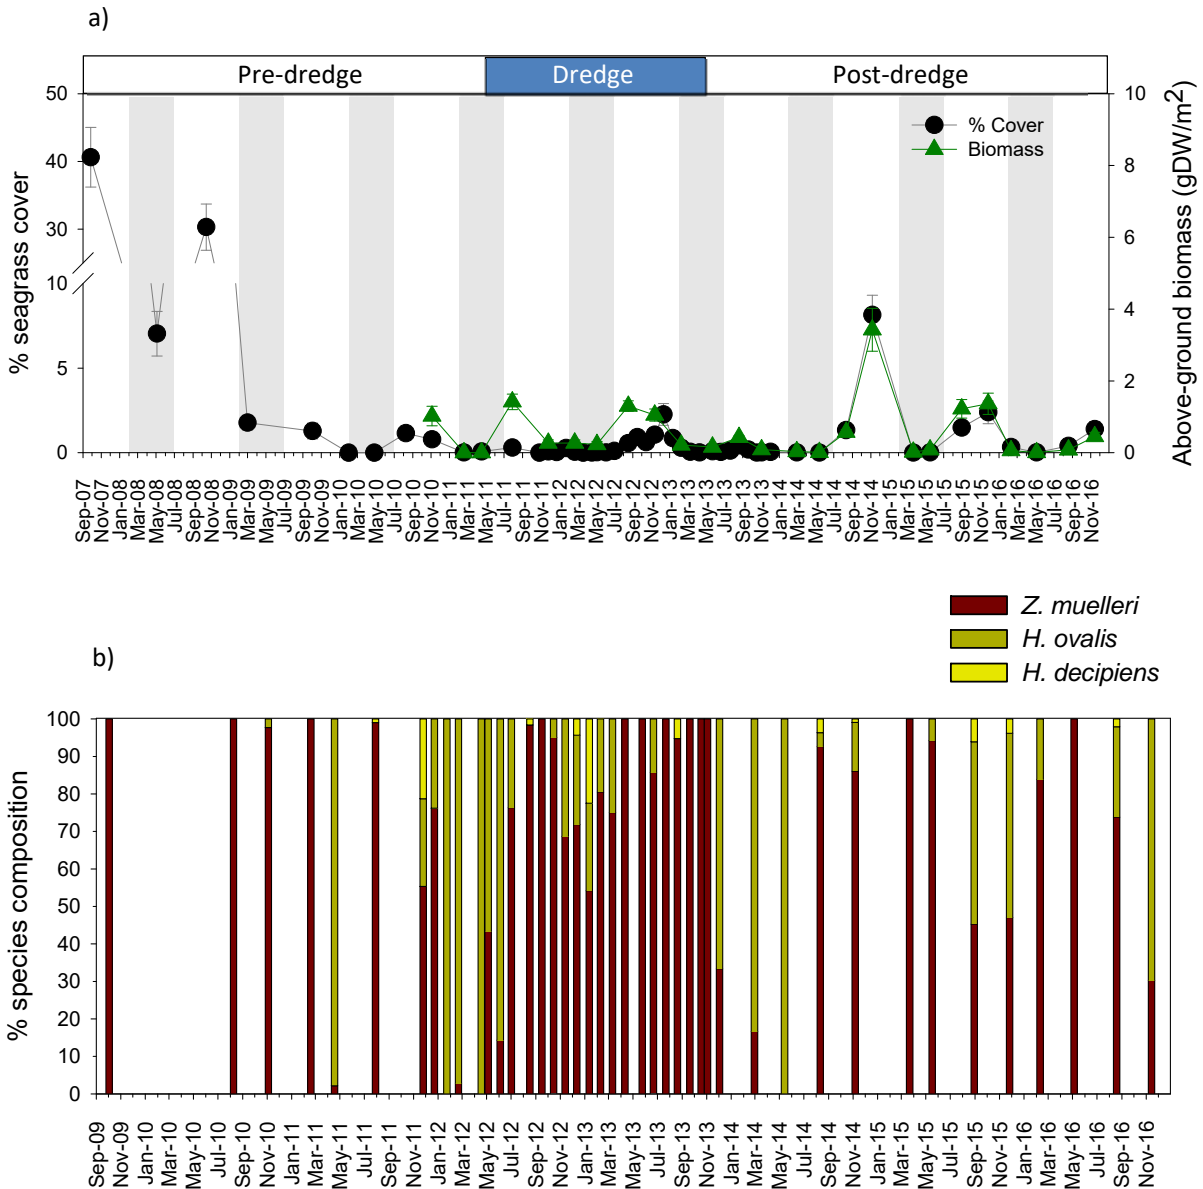 a)
Pre-dredge Dredge Post-dredge
50 10
% Cover
Biomass
40 8
30 6
10 4
5 2
0 0
% seagrass cover
Above-ground biomass (gDW/m²)
Sep-07 Nov-07 Jan-08 Mar-08 May-08 Jul-08 Sep-08 Nov-08 Jan-09 Mar-09 May-09 Jul-09 Sep-09 Nov-09 Jan-10 Mar-10 May-10 Jul-10 Sep-10 Nov-10 Jan-11 Mar-11 May-11 Jul-11 Sep-11 Nov-11 Jan-12 Mar-12 May-12 Jul-12 Sep-12 Nov-12 Jan-13 Mar-13 May-13 Jul-13 Sep-13 Nov-13 Jan-14 Mar-14 May-14 Jul-14 Sep-14 Nov-14 Jan-15 Mar-15 May-15 Jul-15 Sep-15 Nov-15 Jan-16 Mar-16 May-16 Jul-16 Sep-16 Nov-16
Z. muelleri
H. ovalis
b)
H. decipiens
100
90
80
70
60
50
40
30
20
10
0
% species composition
Sep-09 Nov-09 Jan-10 Mar-10 May-10 Jul-10 Sep-10 Nov-10 Jan-11 Mar-11 May-11 Jul-11 Sep-11 Nov-11 Jan-12 Mar-12 May-12 Jul-12 Sep-12 Nov-12 Jan-13 Mar-13 May-13 Jul-13 Sep-13 Nov-13 Jan-14 Mar-14 May-14 Jul-14 Sep-14 Nov-14 Jan-15 Mar-15 May-15 Jul-15 Sep-15 Nov-15 Jan-16 Mar-16 May-16 Jul-16 Sep-16 Nov-16